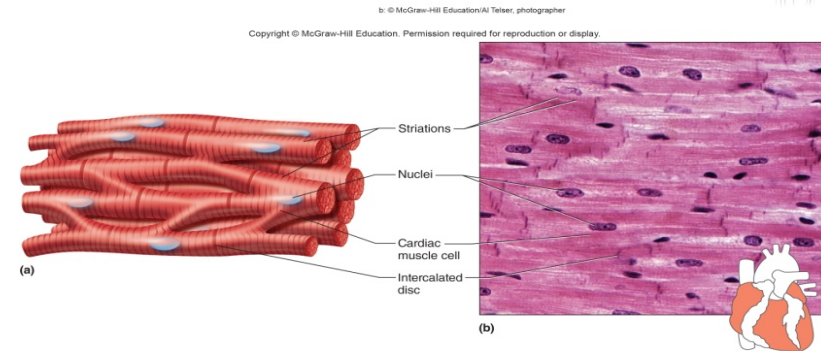 b: © McGraw-Hill Education/Al Telser, photographer
Copyright © McGraw-Hill Education. Permission required for reproduction or display.
Striations
Nuclei
Cardiac
muscle cell
Intercalated
disc
(a)
(b)